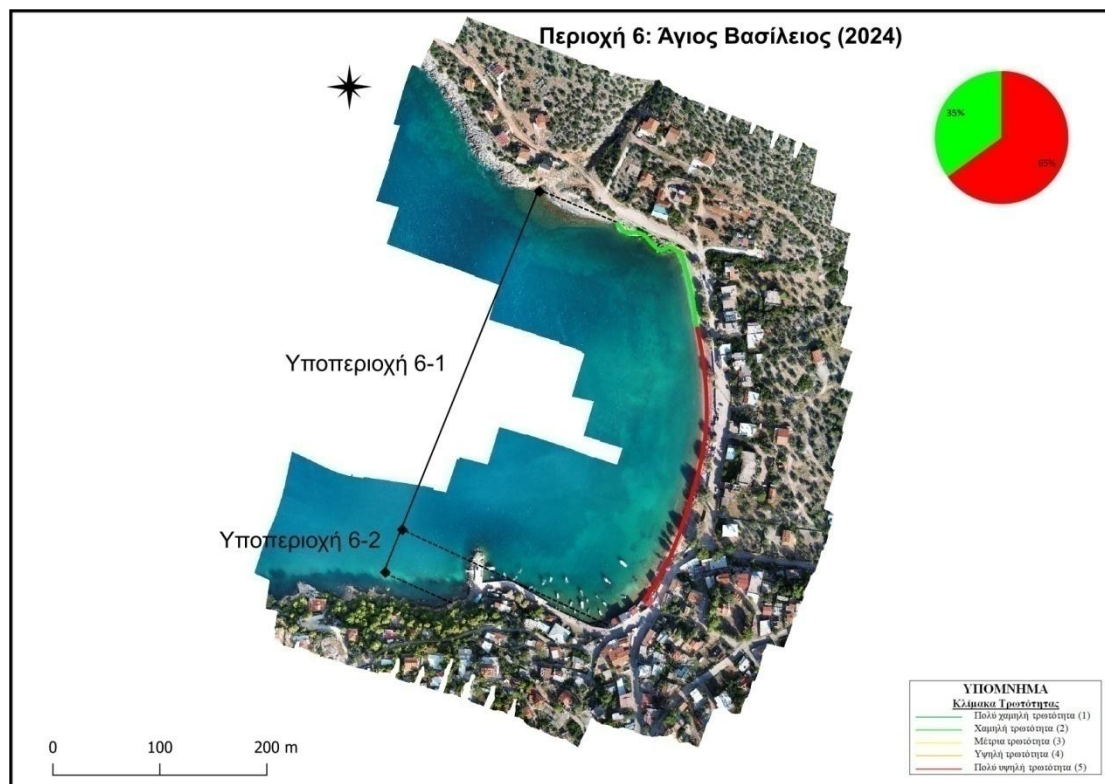 Περιοχή 6: Άγιος Βασίλειος (2024)
35%
65%
Υποπεριοχή 6-1
Υποπεριοχή 6-2
0 100 200 m
ΥΠΟΜΝΗΜΑ
Κλίμακα Τρωτότητας
Πολύ χαμηλή τρωτότητα (1)
Χαμηλή τρωτότητα (2)
Μέτρια τρωτότητα (3)
Υψηλή τρωτότητα (4)
Πολύ υψηλή τρωτότητα (5)